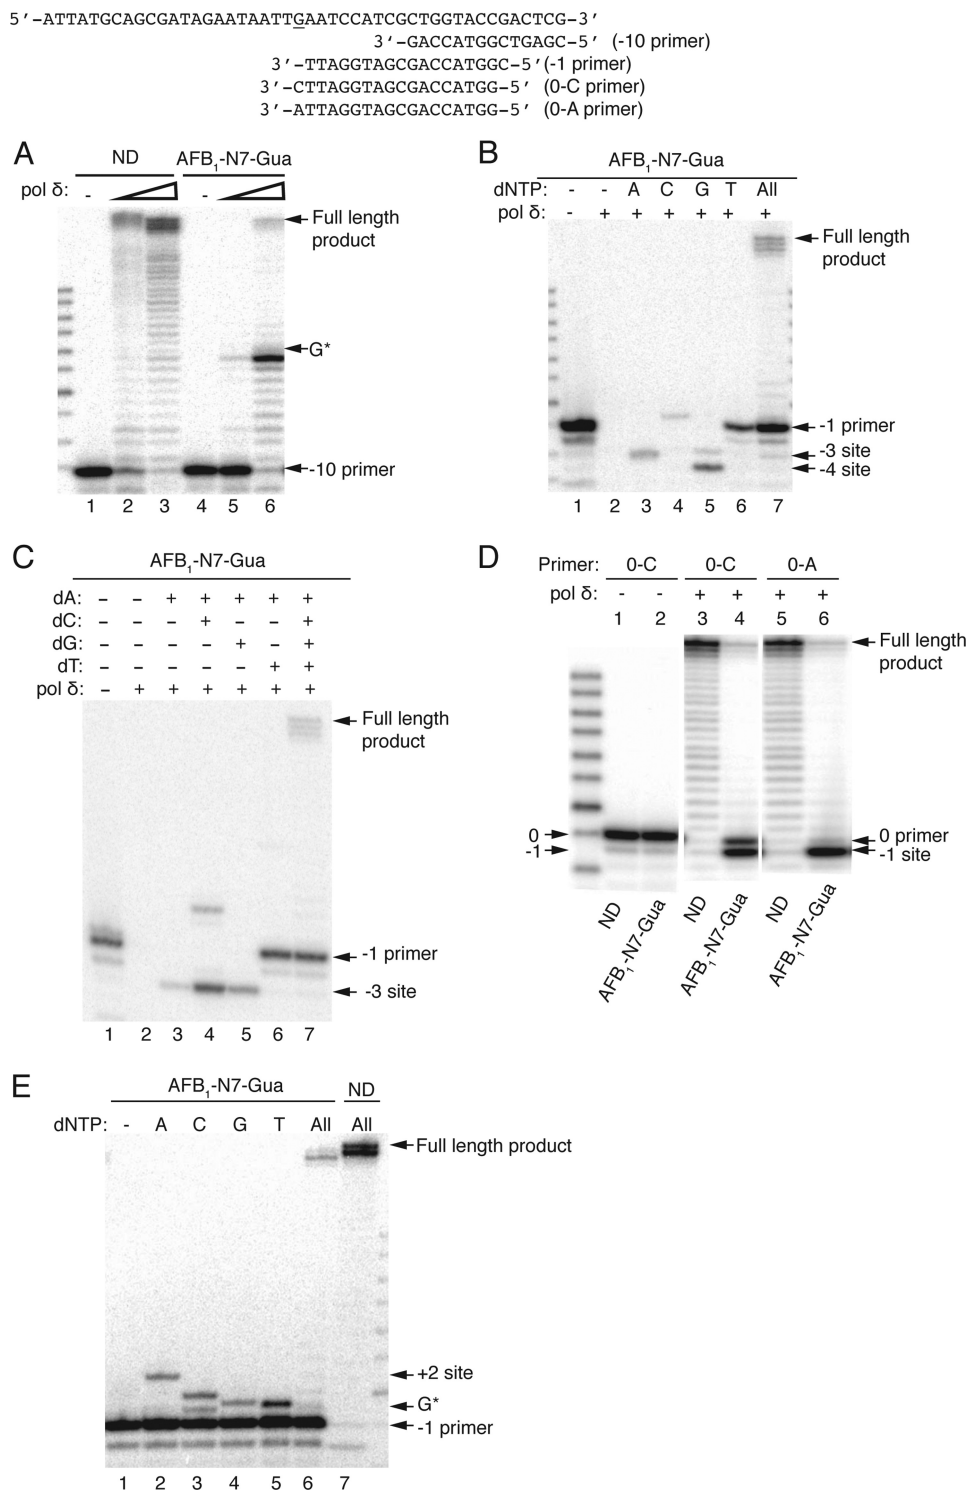 5′-ATTATGCAGCGATAGAATAATTGAATCCATCGCTGGTACCGACTCG-3′
3′-GACCATGGCTGAGC-5′ (-10 primer)
3′-TTAGGTAGCGACCATGGC-5′(-1 primer)
3′-CTTAGGTAGCGACCATGG-5′ (0-C primer)
3′-ATTAGGTAGCGACCATGG-5′ (0-A primer)
A
ND AFB1-N7-Gua
pol δ: - -
Full length
product
G*
-10 primer
1 2 3 4 5 6
B
AFB1-N7-Gua
dNTP: - - A C G T All
pol δ: - + + + + + +
Full length
product
-1 primer
-3 site
-4 site
1 2 3 4 5 6 7
C
AFB1-N7-Gua
dA: - - + + + + +
dC: - - - + - - +
dG: - - - - + - +
dT: - - - - - + +
pol δ: - + + + + + +
Full length
product
-1 primer
-3 site
1 2 3 4 5 6 7
D
Primer: 0-C 0-C 0-A
pol δ: - - + + + +
1 2 3 4 5 6
Full length
product
0
-1
0 primer
-1 site
ND AFB1-N7-Gua ND AFB1-N7-Gua ND AFB1-N7-Gua
E
AFB1-N7-Gua ND
dNTP: - A C G T All All
Full length product
+2 site
G*
-1 primer
1 2 3 4 5 6 7